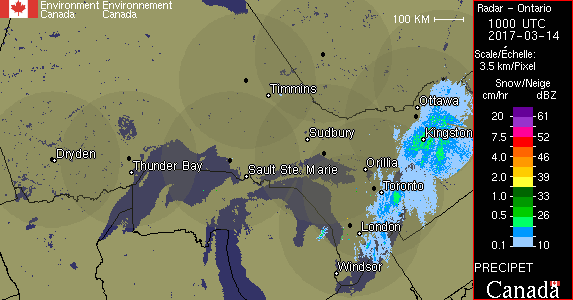 Environment Environnement
Canada Canada
100 KM
Timmins
Ottawa
Sudbury
Kingston
Dryden
Thunder Bay
Sault Ste. Marie
Orillia
Toronto
London
Windsor
Radar - Ontario
1000 UTC
2017-03-14
Scale/Échelle:
3.5 km/Pixel
Snow/Neige
cm/hr dBZ
20 61
7.5 52
4.0 46
2.0 39
1.0 33
0.5 26
0.1 10
PRECIPET
Canada